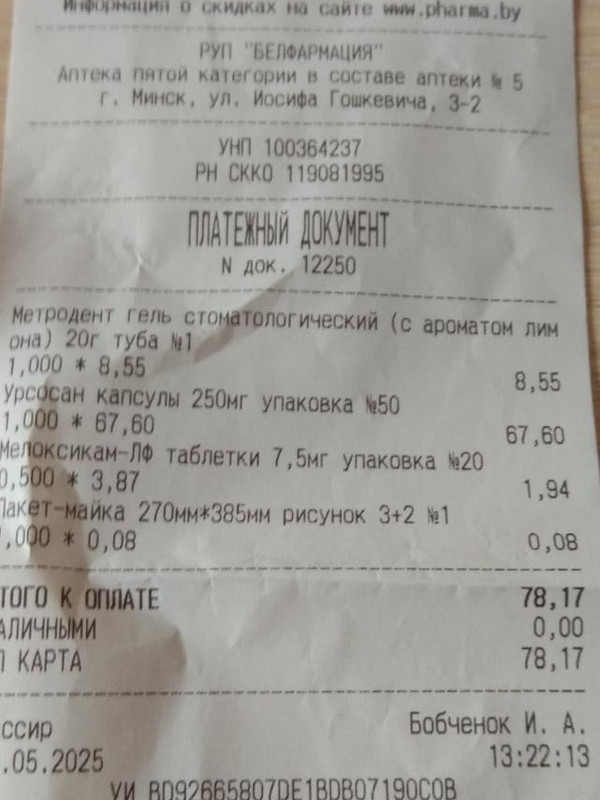 Информация о скидках на сайте www.pharma.by
РУП "БЕЛФАРМАЦИЯ"
Аптека пятой категории в составе аптеки № 5
г. Минск, ул. Иосифа Гошкевича, 3-2
УНП 100364237
РН СККО 119081995
ПЛАТЕЖНЫЙ ДОКУМЕНТ
N док. 12250
Метродент гель стоматологический (с ароматом лим
она) 20г туба №1
1,000 * 8,55
8,55
Урсосан капсулы 250мг упаковка №50
1,000 * 67,60
67,60
Мелоксикам-ЛФ таблетки 7,5мг упаковка №20
0,500 * 3,87
1,94
Пакет-майка 270мм*385мм рисунок 3+2 №1
,000 * 0,08
0,08
ТОГО К ОПЛАТЕ 78,17
АЛИЧНЫМИ 0,00
КАРТА 78,17
ссир Бобченок И. А.
.05.2025 13:22:13
УИ BD92665807DE1BDB07190C0B